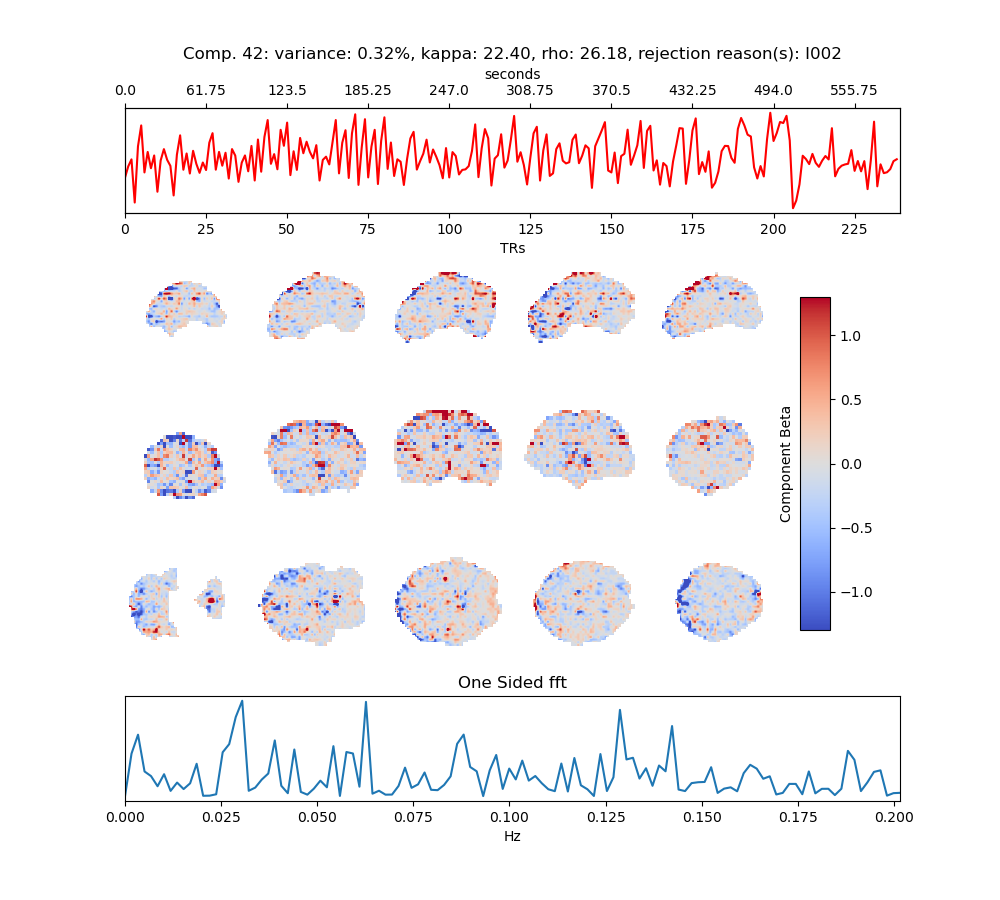 Comp. 42: variance: 0.32%, kappa: 22.40, rho: 26.18, rejection reason(s): I002
seconds
0.0 61.75 123.5 185.25 247.0 308.75 370.5 432.25 494.0 555.75
0 25 50 75 100 125 150 175 200 225
TRs
1.0
0.5
0.0
−0.5
−1.0
Component Beta
One Sided fft
0.000 0.025 0.050 0.075 0.100 0.125 0.150 0.175 0.200
Hz